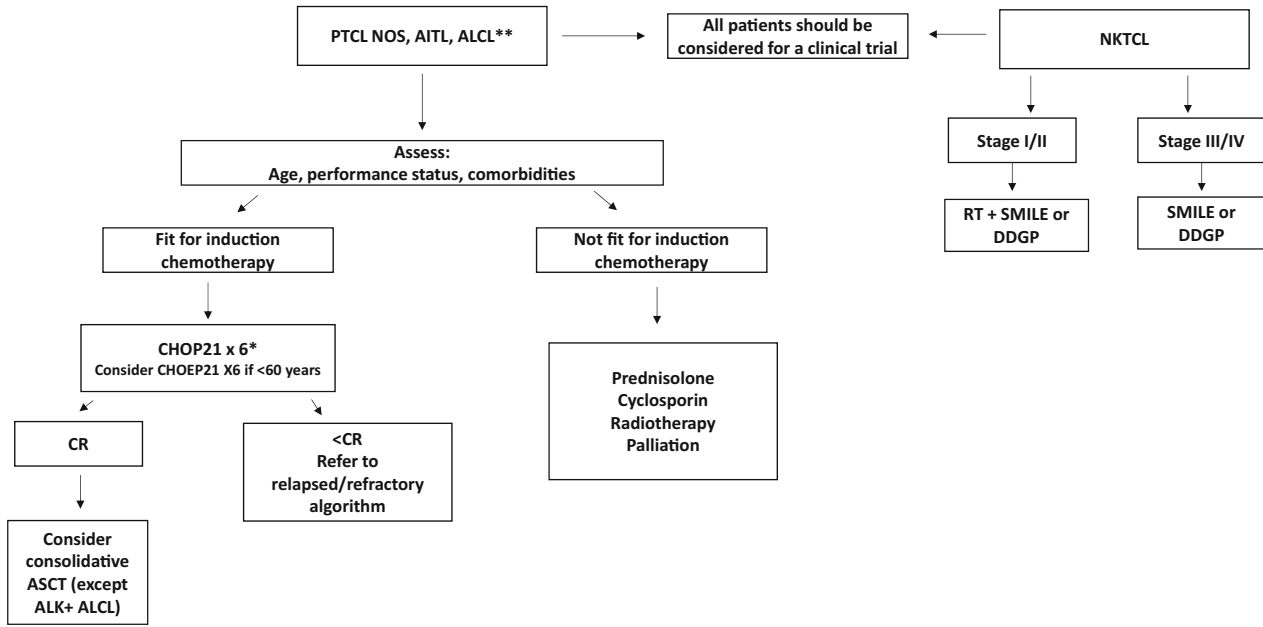 PTCL NOS, AITL, ALCL**
All patients should be
considered for a clinical trial
NKTCL
Assess:
Age, performance status, comorbidities
Stage I/II
Stage III/IV
RT + SMILE or
DDGP
SMILE or
DDGP
Fit for induction
chemotherapy
Not fit for induction
chemotherapy
CHOP21 x 6*
Consider CHOEP21 X6 if <60 years
Prednisolone
Cyclosporin
Radiotherapy
Palliation
CR
<CR
Refer to
relapsed/refractory
algorithm
Consider
consolidative
ASCT (except
ALK+ ALCL)